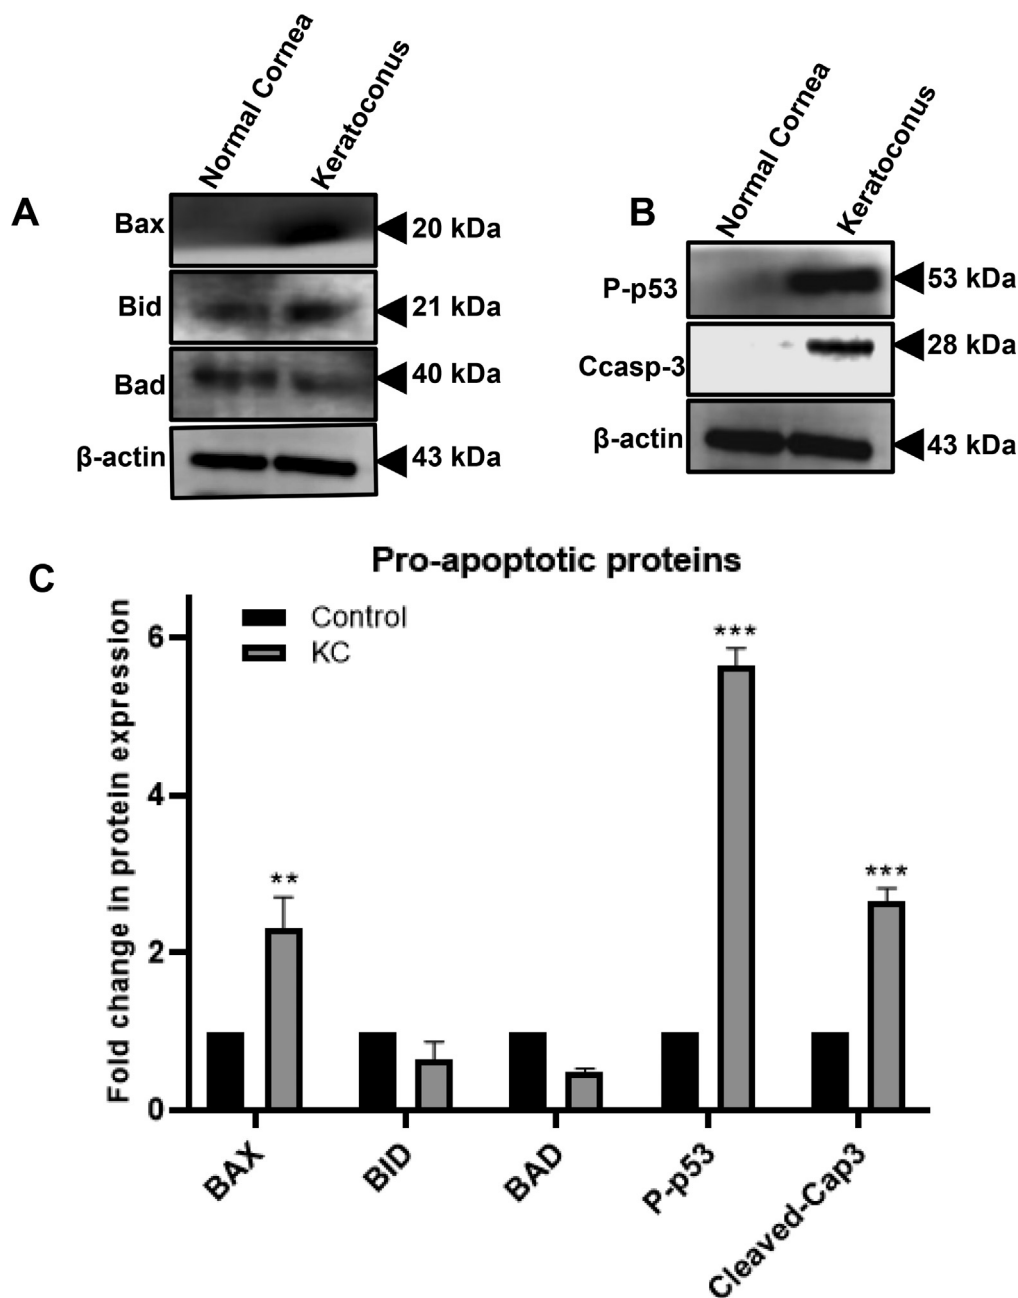 Normal Cornea
Keratoconus
A
Bax
20 kDa
Bid
21 kDa
Bad
40 kDa
β-actin
43 kDa
Normal Cornea
Keratoconus
B
P-p53
53 kDa
Ccasp-3
28 kDa
β-actin
43 kDa
C
Pro-apoptotic proteins
Fold change in protein expression
Control
KC
6
4
2
0
**
***
***
BAX
BID
BAD
P-p53
Cleaved-Cap3